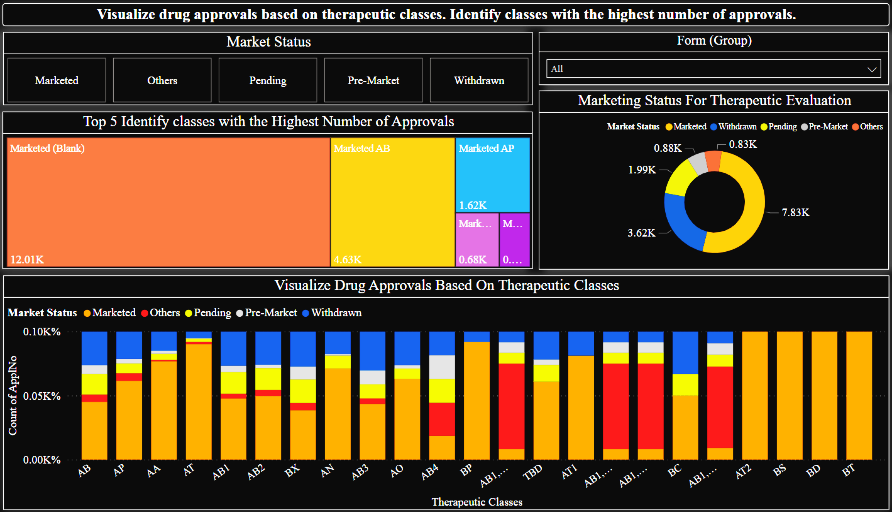 Visualize drug approvals based on therapeutic classes. Identify classes with the highest number of approvals.
Market Status
Marketed
Others
Pending
Pre-Market
Withdrawn
Form (Group)
All
Top 5 Identify classes with the Highest Number of Approvals
Marketed (Blank)
12.01K
Marketed AB
4.63K
Marketed AP
1.62K
Mark...
0.68K
M...
0....
Marketing Status For Therapeutic Evaluation
Market Status Marketed Withdrawn Pending Pre-Market Others
0.88K
0.83K
1.99K
3.62K
7.83K
Visualize Drug Approvals Based On Therapeutic Classes
Market Status Marketed Others Pending Pre-Market Withdrawn
Count of ApplNo
0.10K%
0.05K%
0.00K%
AB AP AA AT AB1 AB2 BX AN AB3 AO AB4 BP AB1,... TBD AT1 AB1,... AB1,... BC AB1,... AT2 BS BD BT
Therapeutic Classes